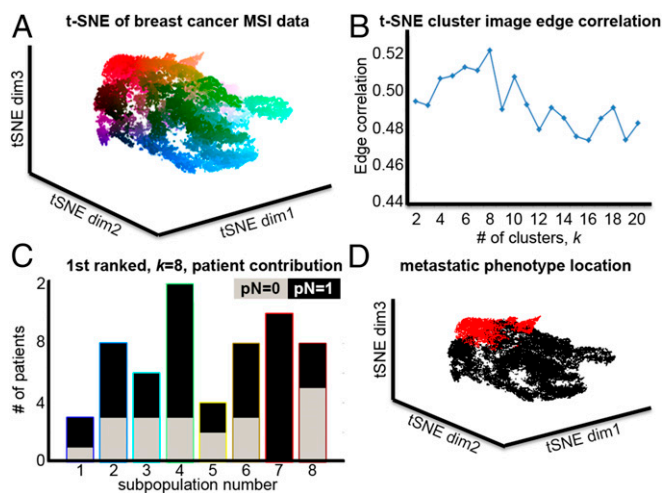 A
t-SNE of breast cancer MSI data
tSNE dim3
tSNE dim2
tSNE dim1
B
t-SNE cluster image edge correlation
Edge correlation
0.52
0.50
0.48
0.46
0.44
2 4 6 8 10 12 14 16 18 20
# of clusters, k
C
1st ranked, k=8, patient contribution
pN=0 pN=1
# of patients
2
8
4
0
1 2 3 4 5 6 7 8
subpopulation number
D
metastatic phenotype location
tSNE dim3
tSNE dim2
tSNE dim1